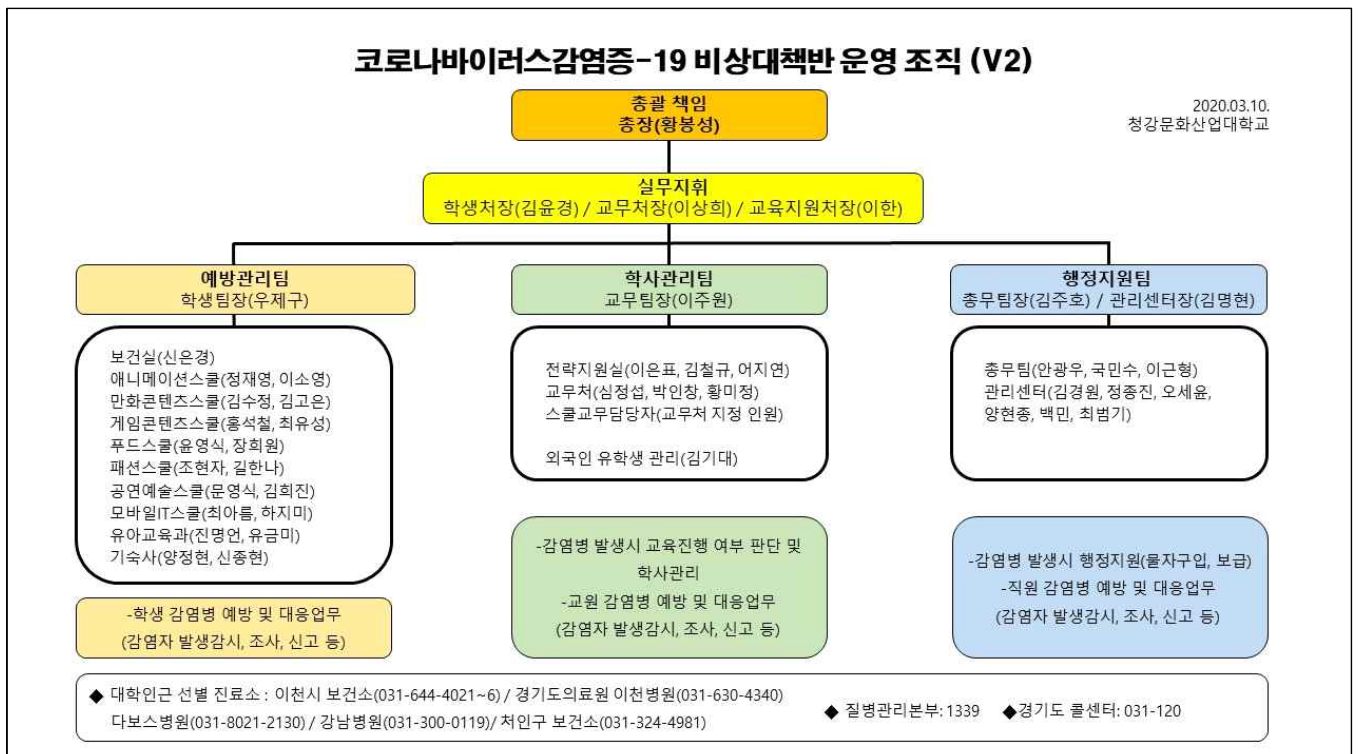 코로나바이러스감염증-19 비상대책반 운영 조직 (V2)
2020.03.10.
청강문화산업대학교
총괄 책임
총장(황봉성)
실무지휘
학생처장(김윤경) / 교무처장(이상희) / 교육지원처장(이한)
예방관리팀
학생팀장(우제구)
보건실(신은경)
애니메이션스쿨(정재영, 이소영)
만화콘텐츠스쿨(김수정, 김고은)
게임콘텐츠스쿨(홍석철, 최유성)
푸드스쿨(윤영식, 장희원)
패션스쿨(조현자, 길한나)
공연예술스쿨(문영식, 김희진)
모바일IT스쿨(최아름, 하지미)
유아교육과(진명언, 유금미)
기숙사(양정현, 신종현)
-학생 감염병 예방 및 대응업무
(감염자 발생감시, 조사, 신고 등)
학사관리팀
교무팀장(이주원)
전략지원실(이은표, 김철규, 어지연)
교무처(심정섭, 박인창, 황미정)
스쿨교무담당자(교무처 지정 인원)
외국인 유학생 관리(김기대)
-감염병 발생시 교육진행 여부 판단 및
학사관리
-교원 감염병 예방 및 대응업무
(감염자 발생감시, 조사, 신고 등)
행정지원팀
총무팀장(김주호) / 관리센터장(김명현)
총무팀(안광우, 국민수, 이근형)
관리센터(김경원, 정종진, 오세윤,
양현종, 백민, 최범기)
-감염병 발생시 행정지원(물자구입, 보급)
-직원 감염병 예방 및 대응업무
(감염자 발생감시, 조사, 신고 등)
◆ 대학인근 선별 진료소 : 이천시 보건소(031-644-4021~6) / 경기도의료원 이천병원(031-630-4340)
다보스병원(031-8021-2130) / 강남병원(031-300-0119)/ 처인구 보건소(031-324-4981)
◆ 질병관리본부: 1339 ◆경기도 콜센터: 031-120